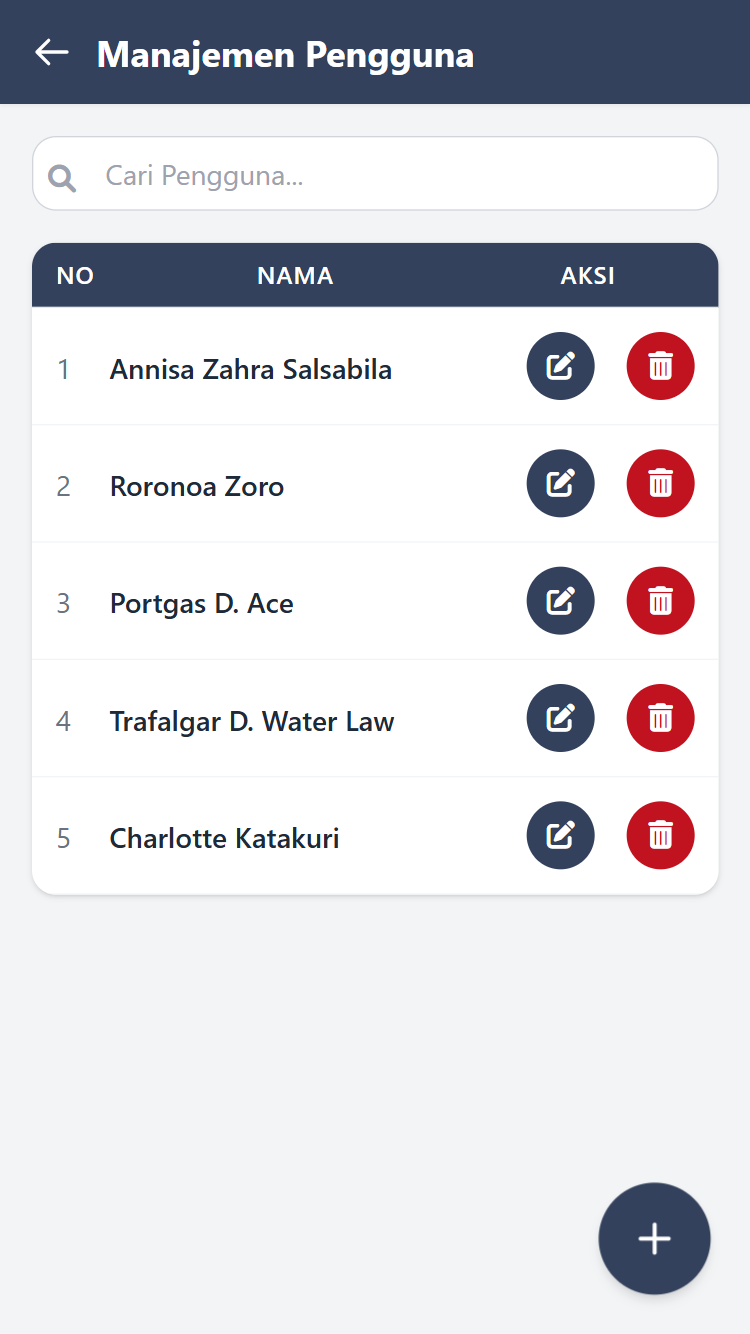 Manajemen Pengguna
Cari Pengguna...
NO NAMA AKSI
1 Annisa Zahra Salsabila
2 Roronoa Zoro
3 Portgas D. Ace
4 Trafalgar D. Water Law
5 Charlotte Katakuri